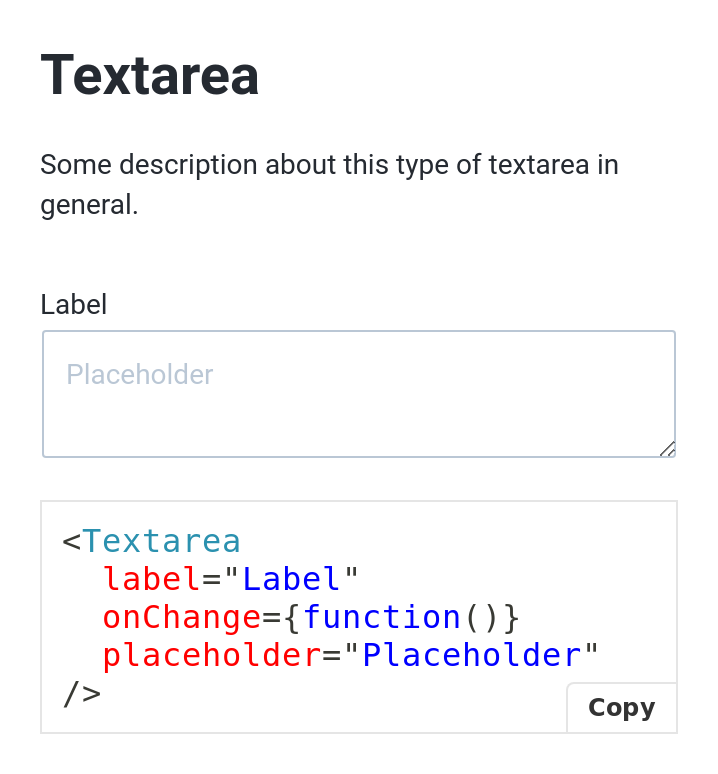 Textarea
Some description about this type of textarea in
general.
Label
Placeholder
<Textarea
  label="Label"
  onChange={function()}
  placeholder="Placeholder"
/>
Copy